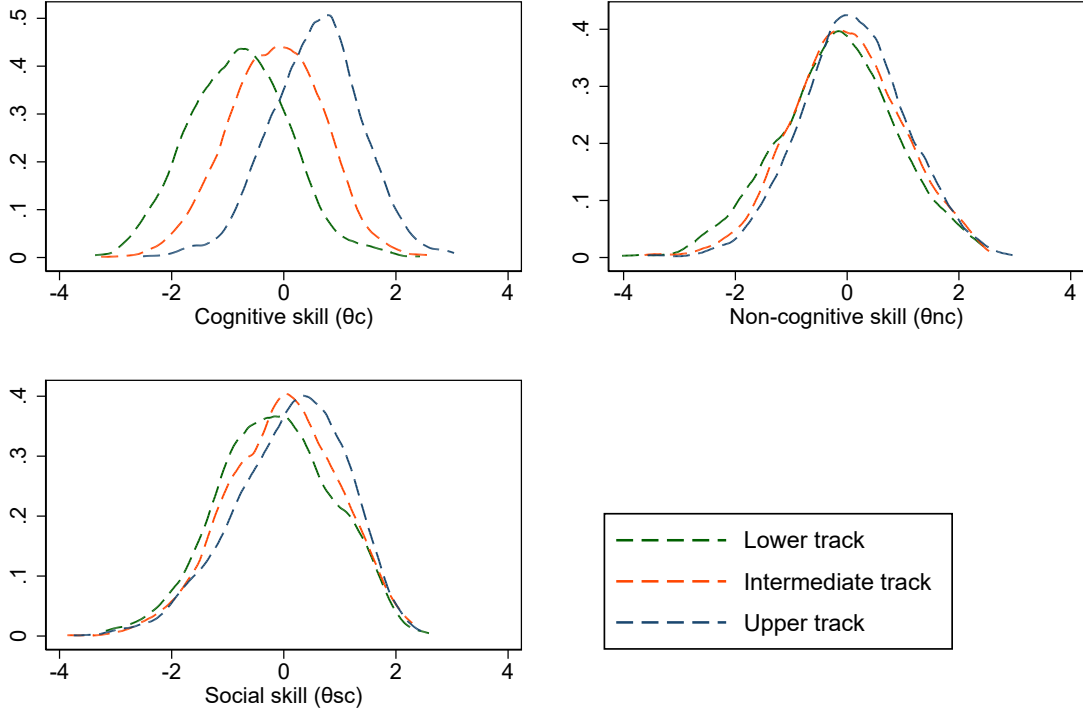 .5
.4
.3
.2
.1
0
-4 -2 0 2 4
Cognitive skill (θc)
.4
.3
.2
.1
0
-4 -2 0 2 4
Non-cognitive skill (θnc)
.4
.3
.2
.1
0
-4 -2 0 2 4
Social skill (θsc)
Lower track
Intermediate track
Upper track